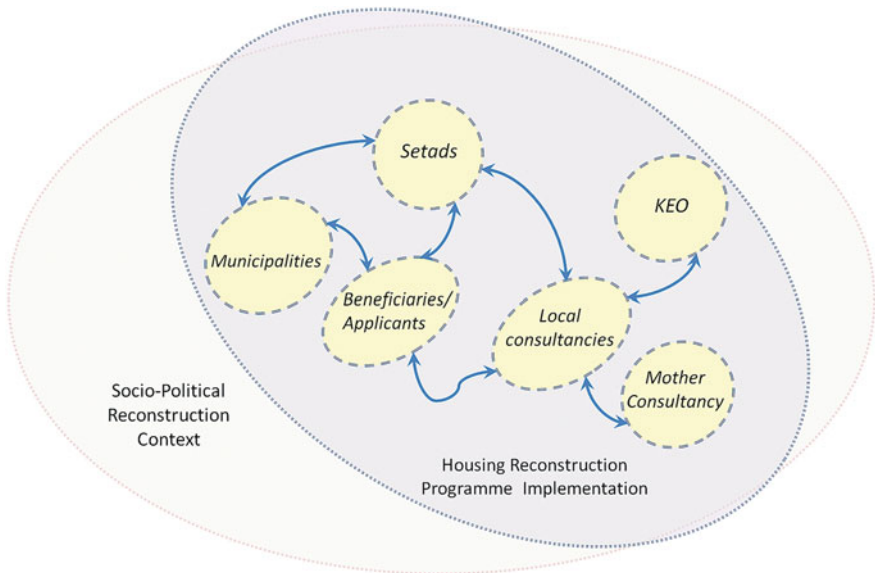 Setads
KEO
Municipalities
Beneficiaries/
Applicants
Local
consultancies
Mother
Consultancy
Socio-Political
Reconstruction
Context
Housing Reconstruction
Programme Implementation